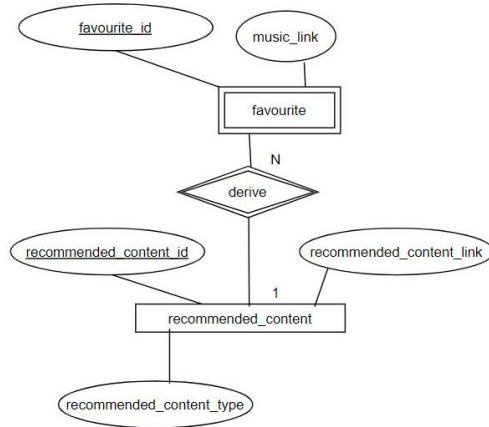 favourite_id
music_link
favourite
N
derive
recommended_content_id
recommended_content_link
1
recommended_content
recommended_content_type